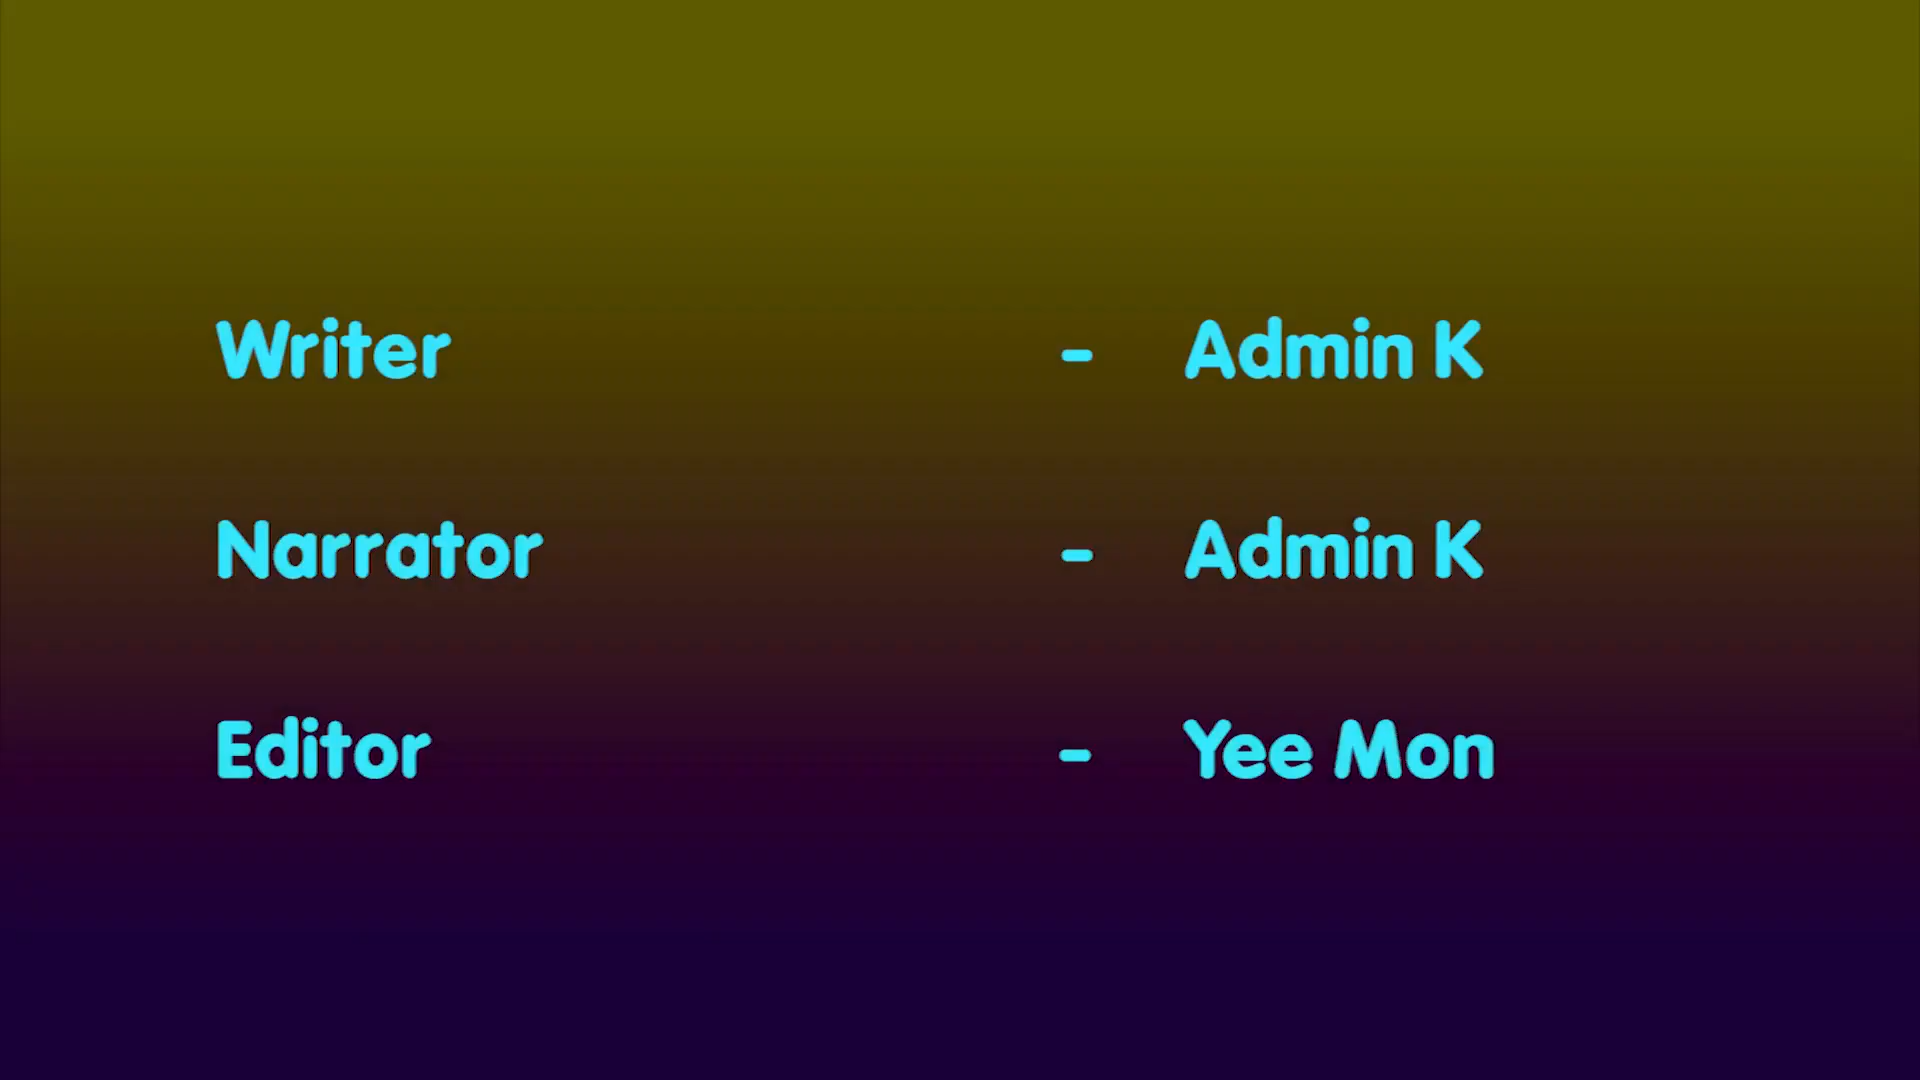 Writer - Admin K
Narrator - Admin K
Editor - Yee Mon